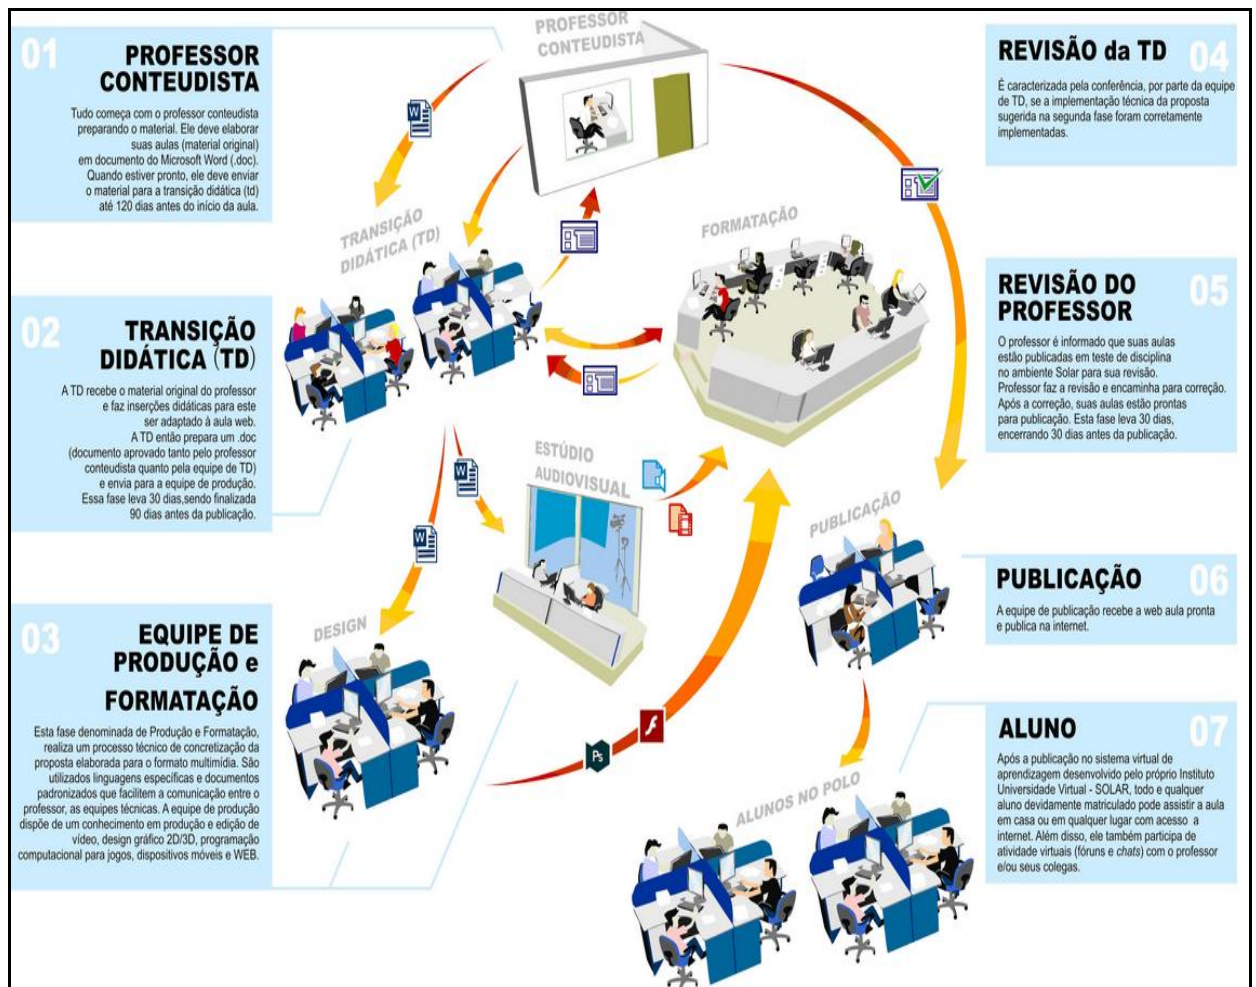 01
PROFESSOR
CONTEUDISTA
Tudo começa com o professor conteudista
preparando o material. Ele deve elaborar
suas aulas (material original)
em documento do Microsoft Word (.doc).
Quando estiver pronto, ele deve enviar
o material para a transição didática (td)
até 120 dias antes do início da aula.
02
TRANSIÇÃO
DIDÁTICA (TD)
A TD recebe o material original do professor
e faz inserções didáticas para este
ser adaptado à aula web.
A TD então prepara um .doc
(documento aprovado tanto pelo professor
conteudista quanto pela equipe de TD)
e envia para a equipe de produção.
Essa fase leva 30 dias,sendo finalizada
90 dias antes da publicação.
03
EQUIPE DE
PRODUÇÃO e
FORMATAÇÃO
Esta fase denominada de Produção e Formatação,
realiza um processo técnico de concretização da
proposta elaborada para o formato multimídia. São
utilizados linguagens específicas e documentos
padronizados que facilitem a comunicação entre o
professor, as equipes técnicas. A equipe de produção
dispõe de um conhecimento em produção e edição de
vídeo, design gráfico 2D/3D, programação
computacional para jogos, dispositivos móveis e WEB.
PROFESSOR
CONTEUDISTA
W
TRANSIÇÃO
DIDÁTICA (TD)
FORMATAÇÃO
W
W
ESTÚDIO
AUDIOVISUAL
DESIGN
Ps
f
PUBLICAÇÃO
ALUNOS NO POLO
REVISÃO da TD
04
É caracterizada pela conferência, por parte da equipe
de TD, se a implementação técnica da proposta
sugerida na segunda fase foram corretamente
implementadas.
REVISÃO DO
PROFESSOR
05
O professor é informado que suas aulas
estão publicadas em teste de disciplina
no ambiente Solar para sua revisão.
Professor faz a revisão e encaminha para correção.
Após a correção, suas aulas estão prontas
para publicação. Esta fase leva 30 dias,
encerrando 30 dias antes da publicação.
PUBLICAÇÃO
06
A equipe de publicação recebe a web aula pronta
e publica na internet.
ALUNO
07
Após a publicação no sistema virtual de
aprendizagem desenvolvido pelo próprio Instituto
Universidade Virtual - SOLAR, todo e qualquer
aluno devidamente matriculado pode assistir a aula
em casa ou em qualquer lugar com acesso a
internet. Além disso, ele também participa de
atividade virtuais (fóruns e chats) com o professor
e/ou seus colegas.